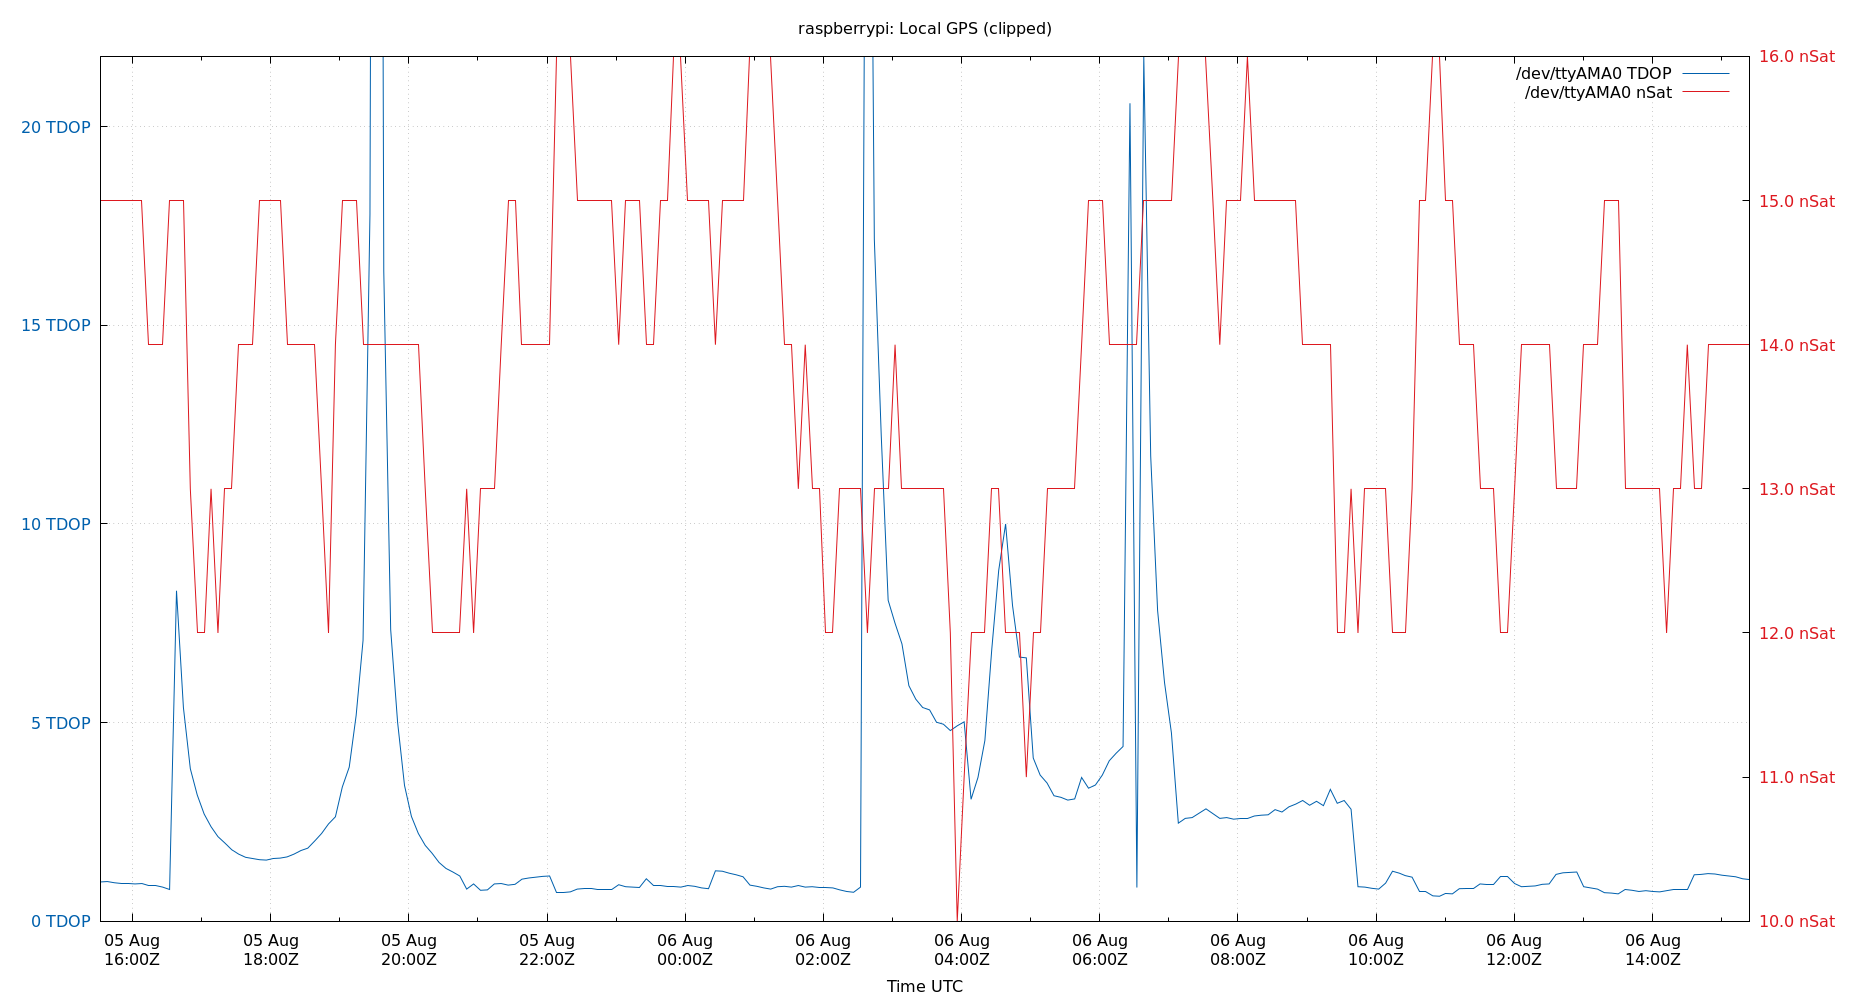 raspberrypi: Local GPS (clipped)
/dev/ttyAMA0 TDOP
/dev/ttyAMA0 nSat
20 TDOP
15 TDOP
10 TDOP
5 TDOP
0 TDOP
16.0 nSat
15.0 nSat
14.0 nSat
13.0 nSat
12.0 nSat
11.0 nSat
10.0 nSat
05 Aug
16:00Z
05 Aug
18:00Z
05 Aug
20:00Z
05 Aug
22:00Z
06 Aug
00:00Z
06 Aug
02:00Z
06 Aug
04:00Z
06 Aug
06:00Z
06 Aug
08:00Z
06 Aug
10:00Z
06 Aug
12:00Z
06 Aug
14:00Z
Time UTC